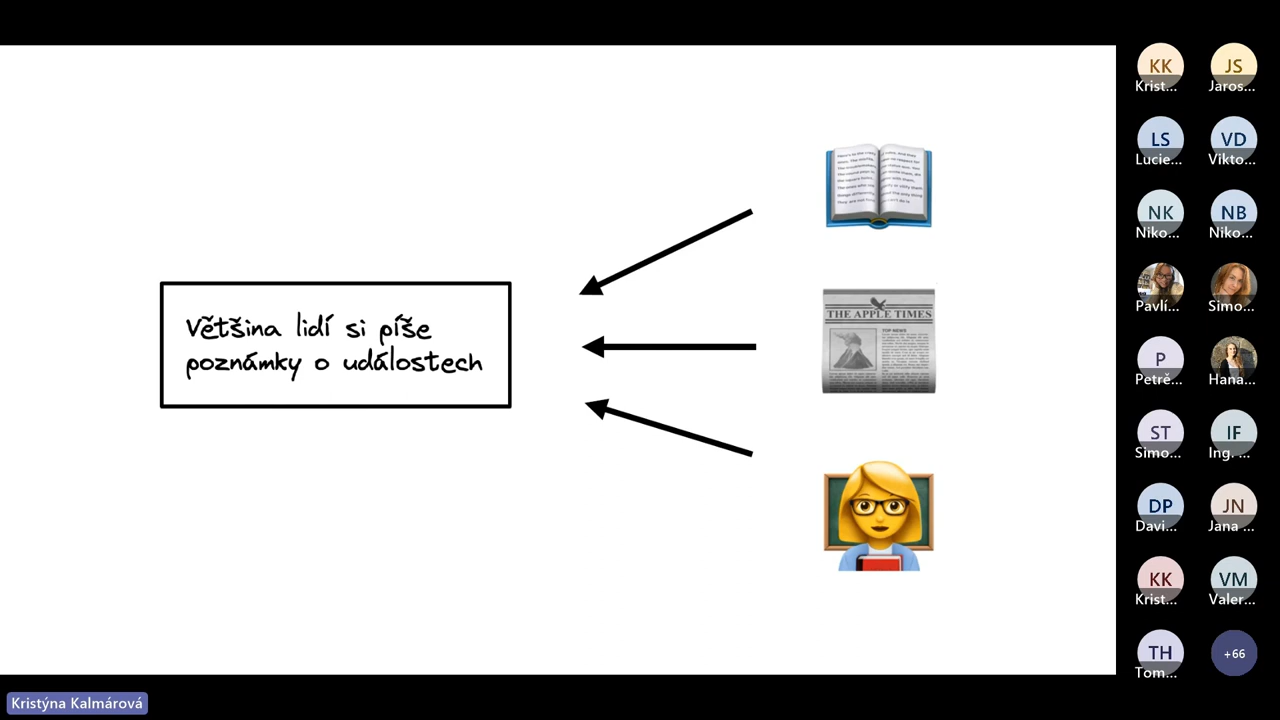 Většina lidí si píše
poznámky o událostech
THE APPLE TIMES
TOP NEWS
KK
Krist...
JS
Jaros...
LS
Lucie...
VD
Vikto...
NK
Niko...
NB
Niko...
Pavlí...
Simo...
P
Petrě...
Hana...
ST
Simo...
IF
Ing. ...
DP
Davi...
JN
Jana ...
KK
Krist...
VM
Valer...
TH
Tom...
+66
Kristýna Kalmárová